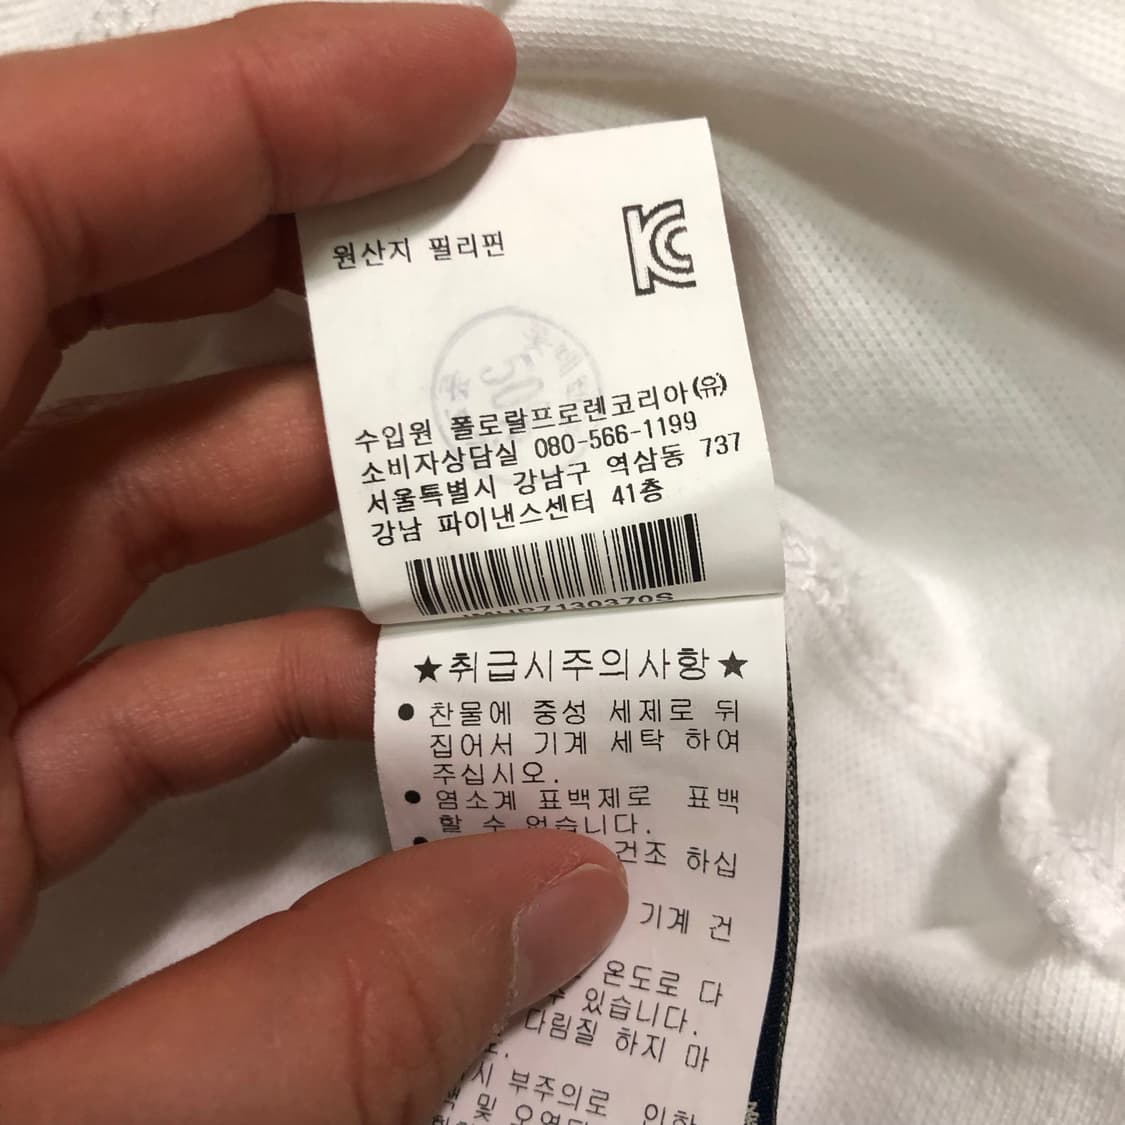 원산지 필리핀
KC
수입원 폴로랄프로렌코리아(유)
소비자상담실 080-566-1199
서울특별시 강남구 역삼동 737
강남 파이낸스센터 41층
★취급시주의사항★
● 찬물에 중성 세제로 뒤
집어서 기계 세탁 하여
주십시오.
● 염소계 표백제로 표백
할 수 없습니다.
● 건조 하십
기계 건
온도로 다
있습니다.
다림질 하지 마
부주의로 인한
및